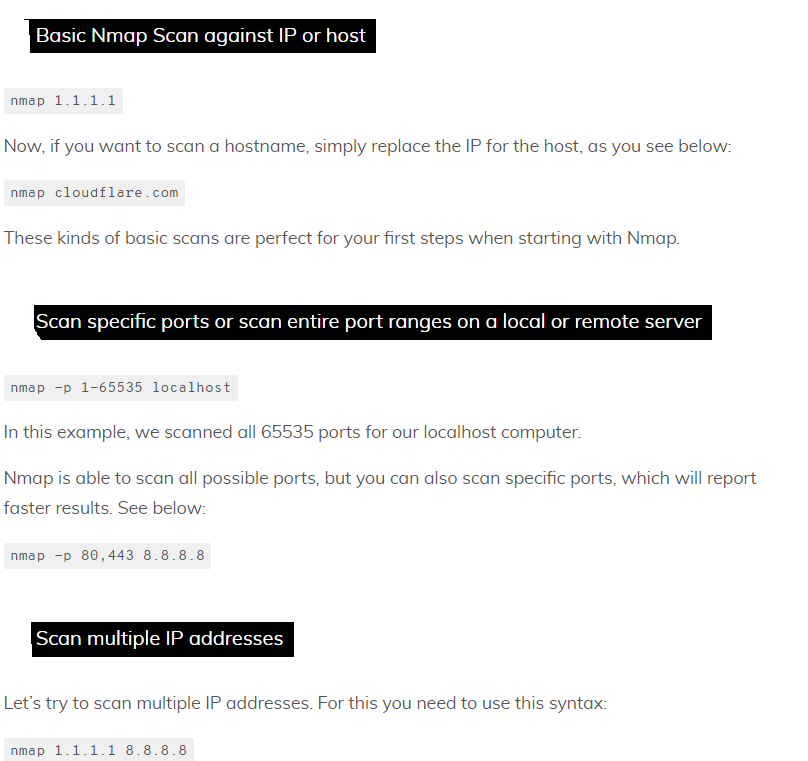 Basic Nmap Scan against IP or host
nmap 1.1.1.1
Now, if you want to scan a hostname, simply replace the IP for the host, as you see below:
nmap cloudflare.com
These kinds of basic scans are perfect for your first steps when starting with Nmap.
Scan specific ports or scan entire port ranges on a local or remote server
nmap -p 1-65535 localhost
In this example, we scanned all 65535 ports for our localhost computer.
Nmap is able to scan all possible ports, but you can also scan specific ports, which will report
faster results. See below:
nmap -p 80,443 8.8.8.8
Scan multiple IP addresses
Let’s try to scan multiple IP addresses. For this you need to use this syntax:
nmap 1.1.1.1 8.8.8.8